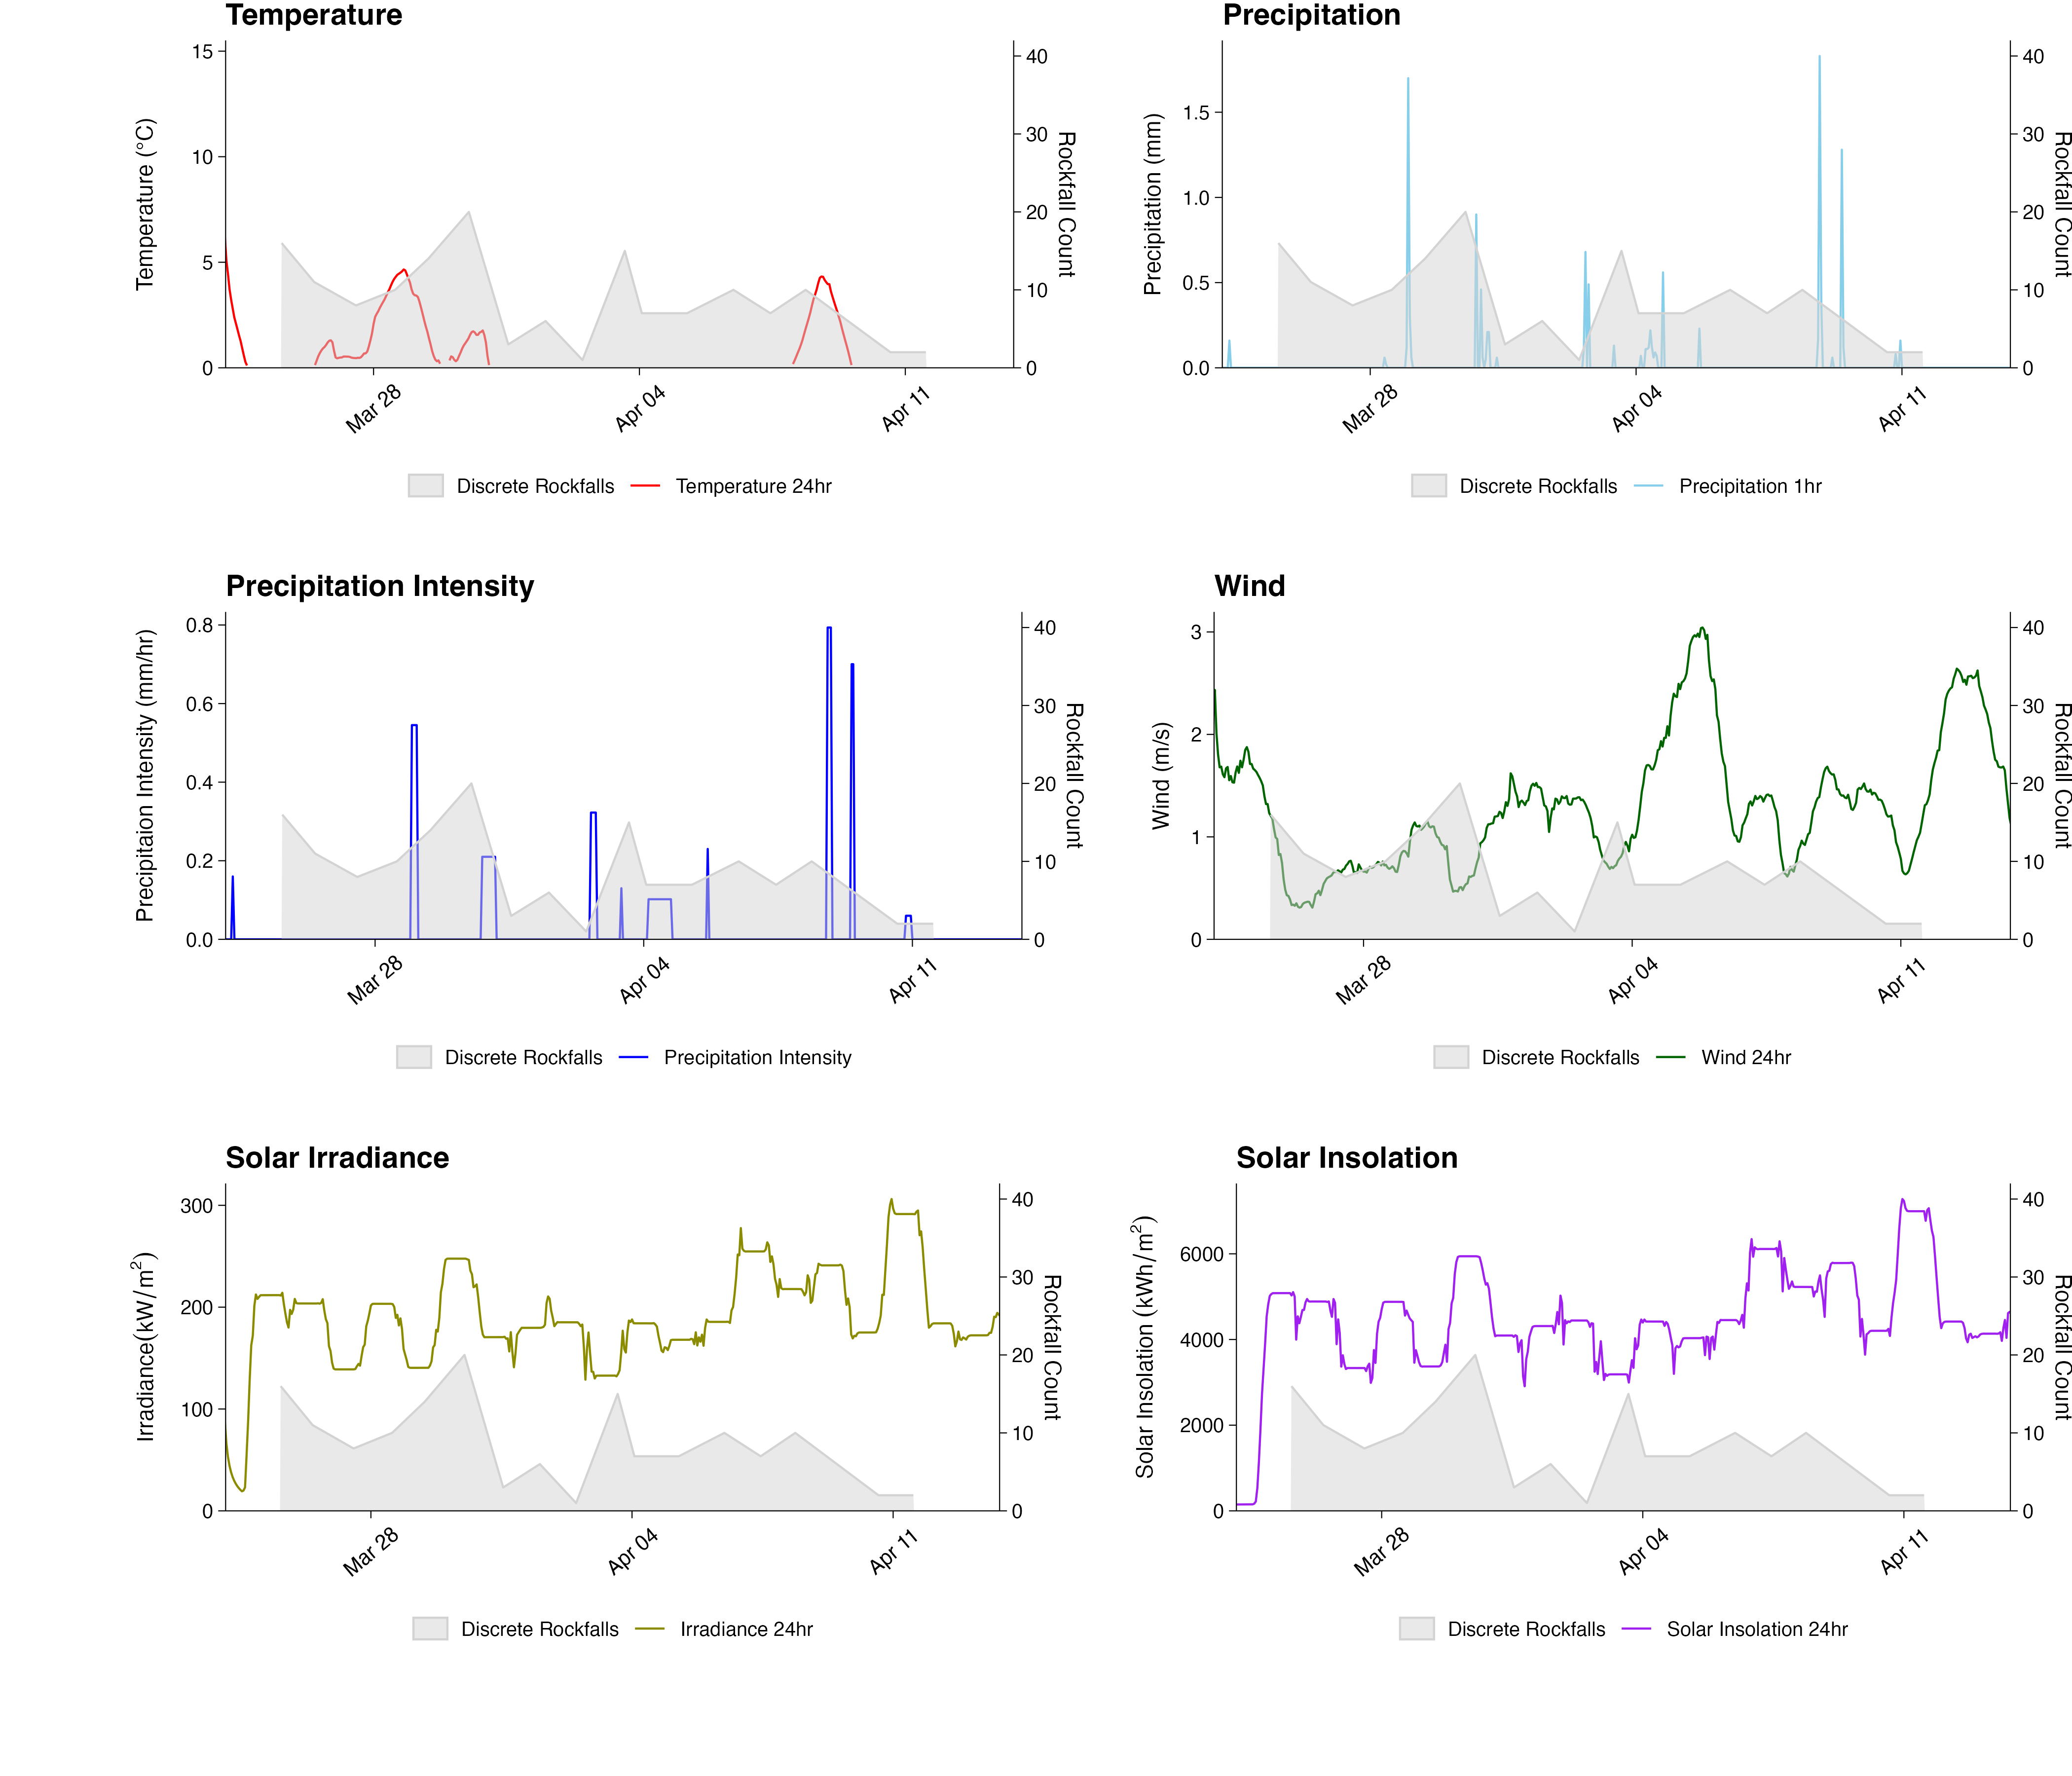 Temperature
15
10
5
0
Temperature (°C)
40
30
20
10
0
Rockfall Count
Mar 28
Apr 04
Apr 11
Discrete Rockfalls
Temperature 24hr
Precipitation
1.5
1.0
0.5
0.0
Precipitation (mm)
40
30
20
10
0
Rockfall Count
Mar 28
Apr 04
Apr 11
Discrete Rockfalls
Precipitation 1hr
Precipitation Intensity
0.8
0.6
0.4
0.2
0.0
Precipitaion Intensity (mm/hr)
40
30
20
10
0
Rockfall Count
Mar 28
Apr 04
Apr 11
Discrete Rockfalls
Precipitation Intensity
Wind
3
2
1
0
Wind (m/s)
40
30
20
10
0
Rockfall Count
Mar 28
Apr 04
Apr 11
Discrete Rockfalls
Wind 24hr
Solar Irradiance
300
200
100
0
Irradiance(kW/m²)
40
30
20
10
0
Rockfall Count
Mar 28
Apr 04
Apr 11
Discrete Rockfalls
Irradiance 24hr
Solar Insolation
6000
4000
2000
0
Solar Insolation (kWh/m²)
40
30
20
10
0
Rockfall Count
Mar 28
Apr 04
Apr 11
Discrete Rockfalls
Solar Insolation 24hr